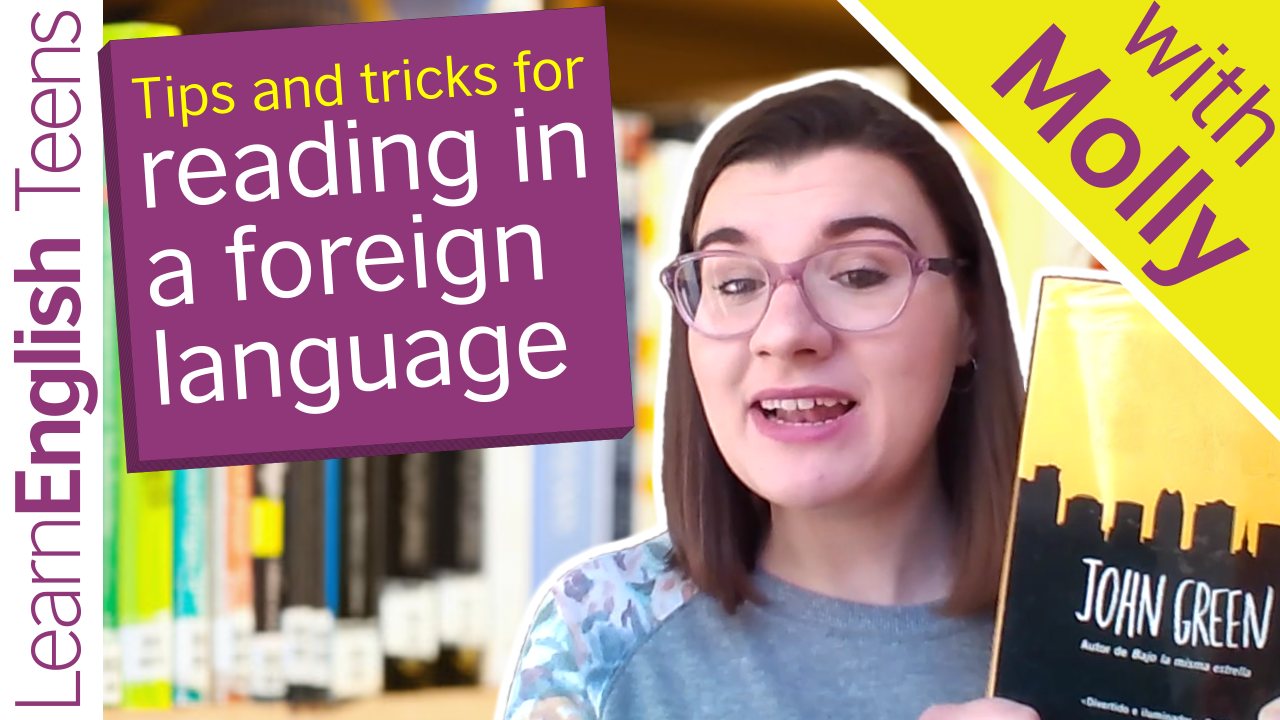 LearnEnglish Teens
Tips and tricks for
reading in
a foreign
language
with
Molly
JOHN GREEN
Autor de Bajo la misma estrella
«Divertido e